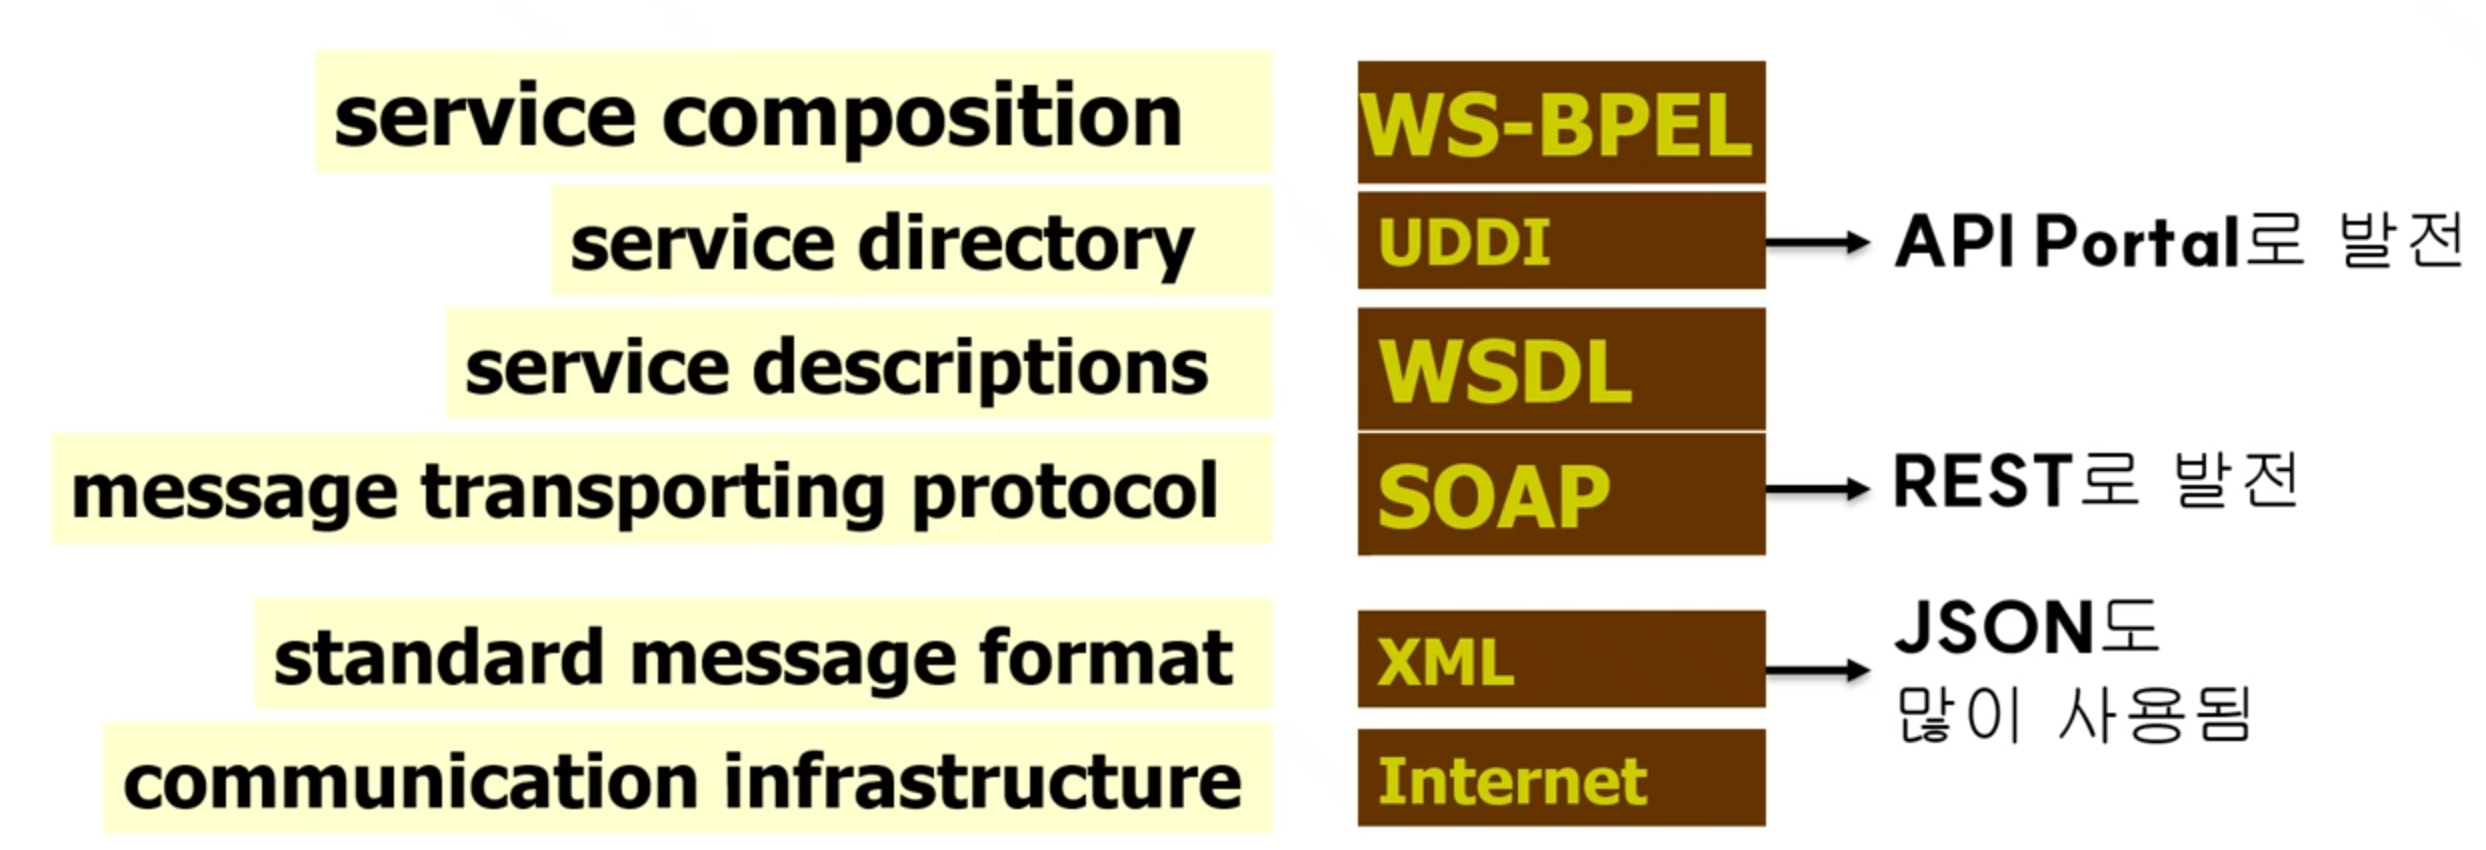 service composition
WS-BPEL
service directory
UDDI
API Portal로 발전
service descriptions
WSDL
message transporting protocol
SOAP
REST로 발전
standard message format
XML
JSON도
많이 사용됨
communication infrastructure
Internet